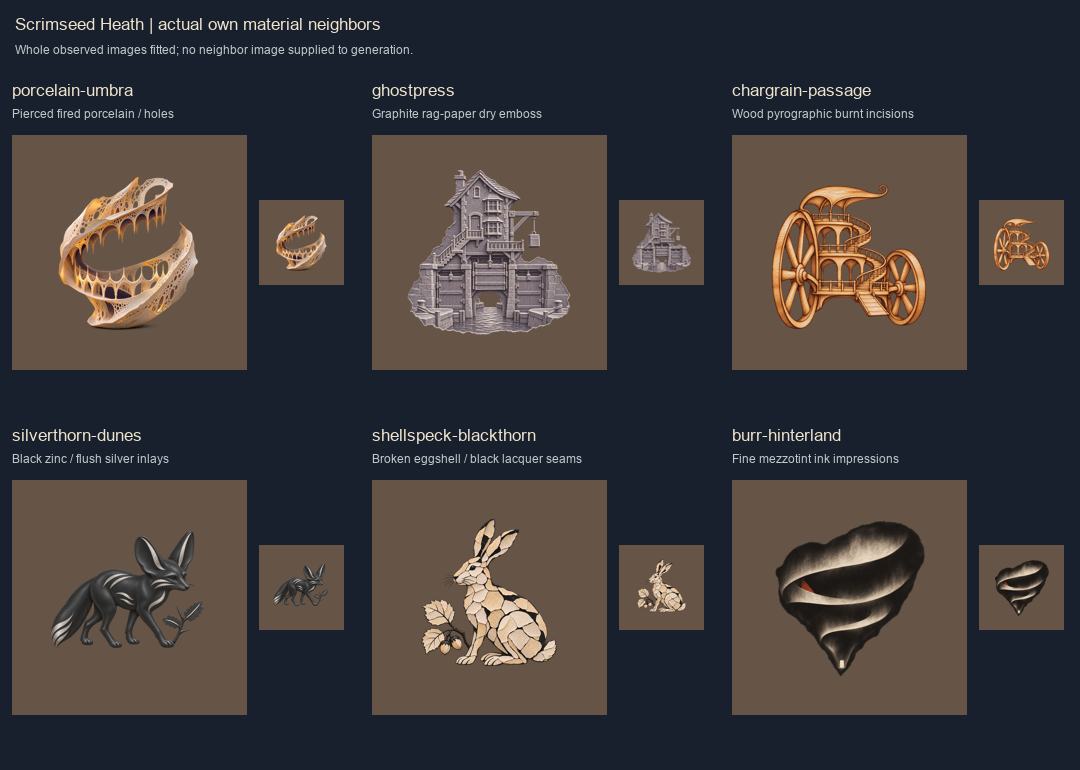 Scrimseed Heath | actual own material neighbors
Whole observed images fitted; no neighbor image supplied to generation.
porcelain-umbra
Pierced fired porcelain / holes
ghostpress
Graphite rag-paper dry emboss
chargrain-passage
Wood pyrographic burnt incisions
silverthorn-dunes
Black zinc / flush silver inlays
shellspeck-blackthorn
Broken eggshell / black lacquer seams
burr-hinterland
Fine mezzotint ink impressions